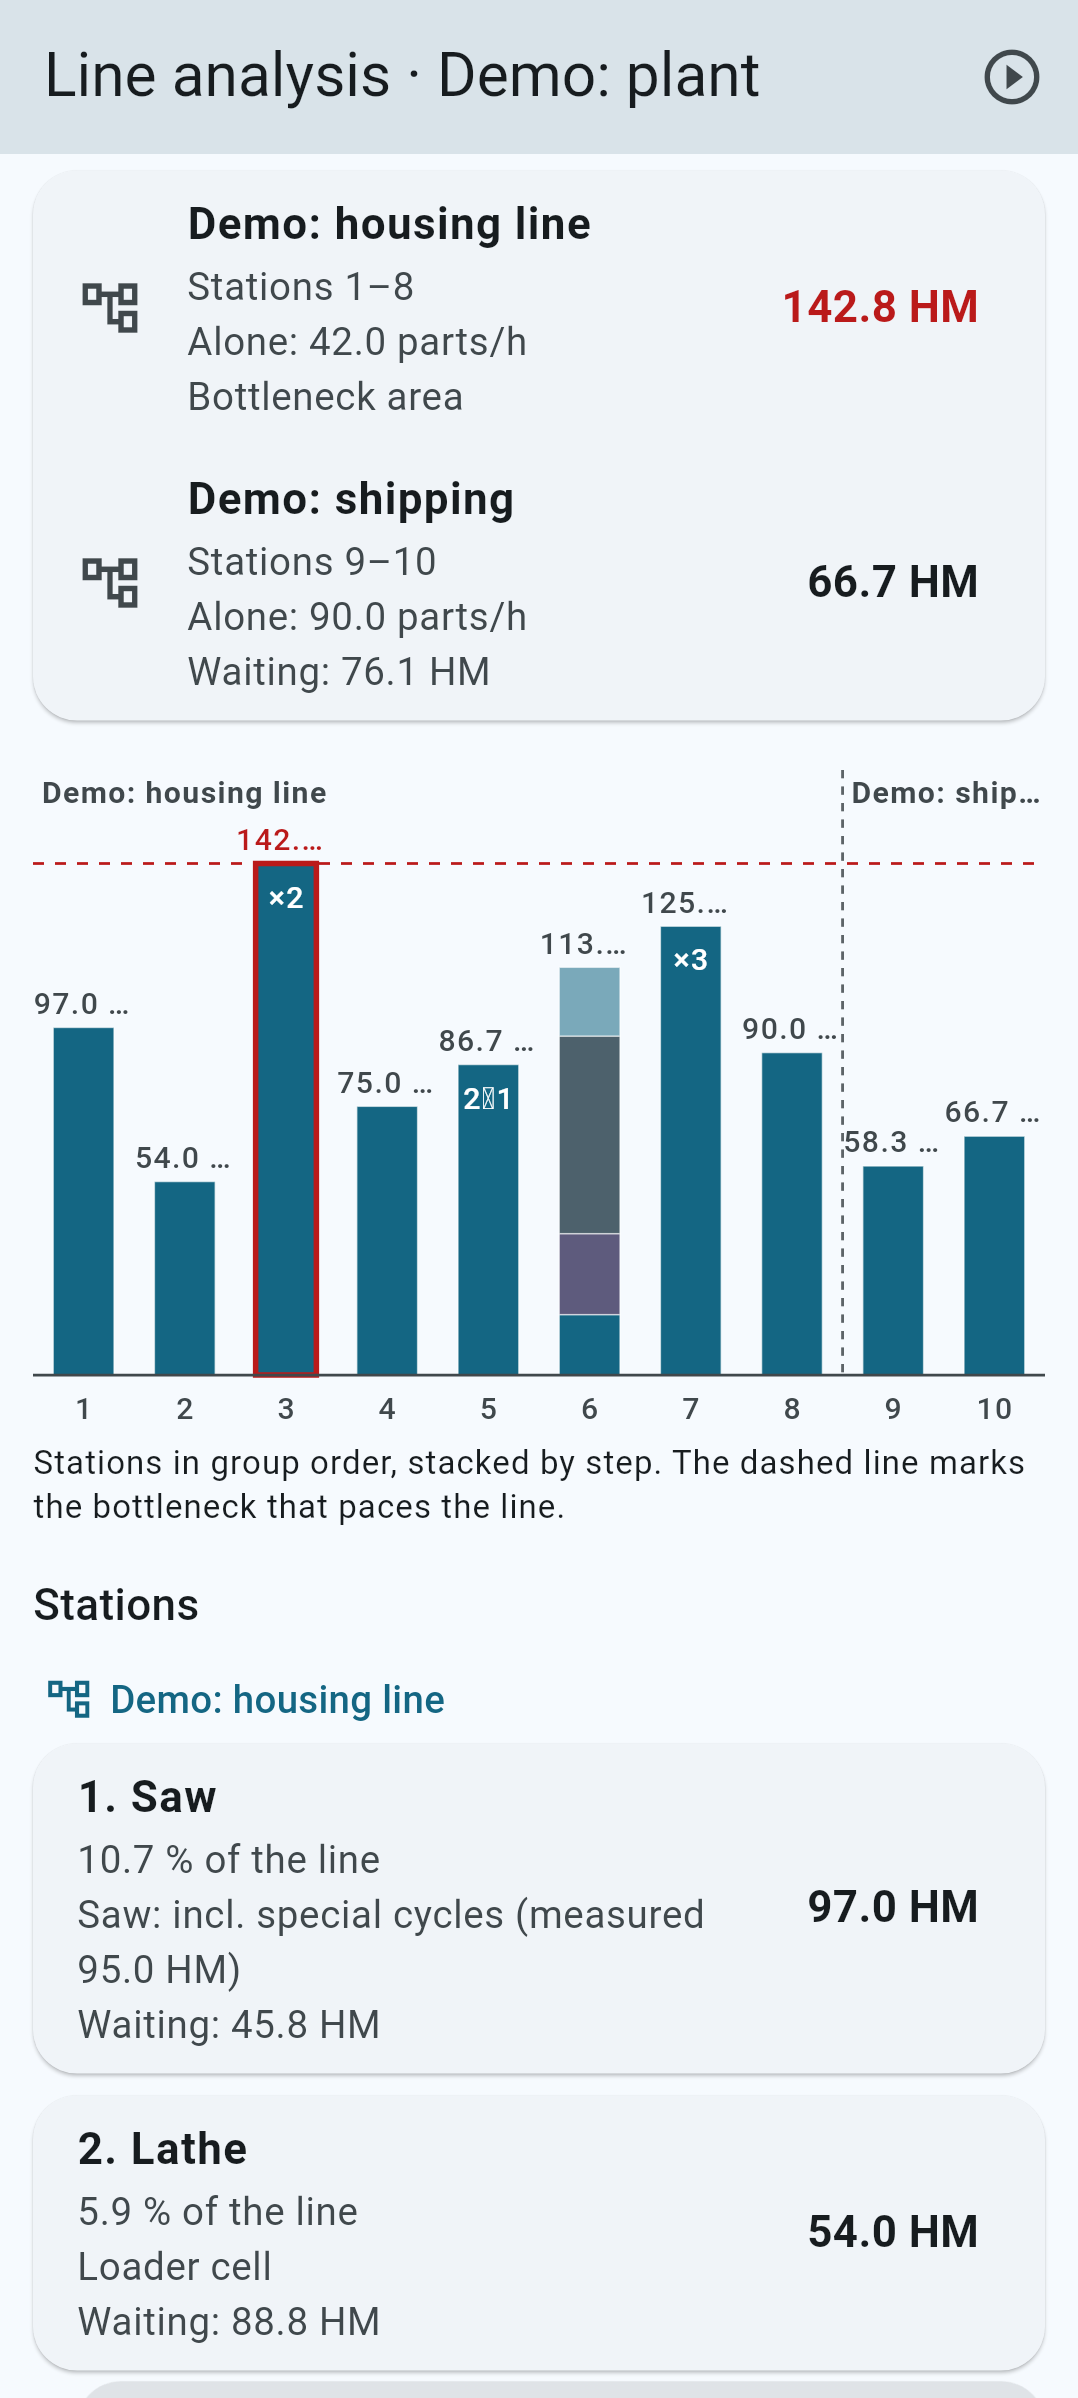 Line analysis · Demo: plant
Demo: housing line
Stations 1–8
Alone: 42.0 parts/h
Bottleneck area
142.8 HM
Demo: shipping
Stations 9–10
Alone: 90.0 parts/h
Waiting: 76.1 HM
66.7 HM
Demo: housing line
Demo: ship…
142.…
×2
125.…
×3
113.…
97.0 …
90.0 …
86.7 …
75.0 …
2 1
66.7 …
58.3 …
54.0 …
1 2 3 4 5 6 7 8 9 10
Stations in group order, stacked by step. The dashed line marks
the bottleneck that paces the line.
Stations
Demo: housing line
1. Saw
10.7 % of the line
Saw: incl. special cycles (measured
95.0 HM)
Waiting: 45.8 HM
97.0 HM
2. Lathe
5.9 % of the line
Loader cell
Waiting: 88.8 HM
54.0 HM